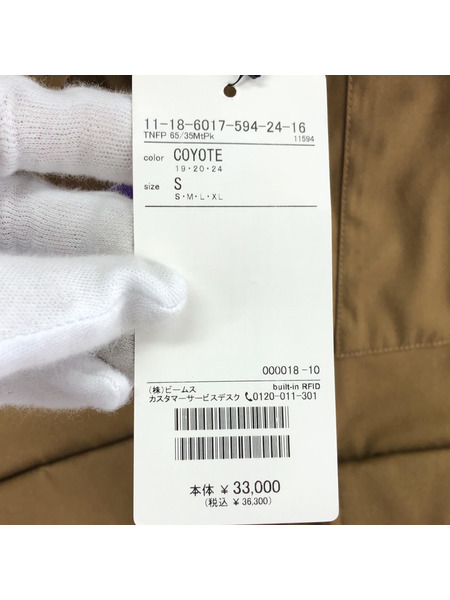 11-18-6017-594-24-16
TNFP 65/35MtPk 11594
color COYOTE
19・20・24
size S
S・M・L・XL
000018-10
(株)ビームス built-in RFID
カスタマーサービスデスク 0120-011-301
本体 ¥ 33,000
(税込 ¥ 36,300)